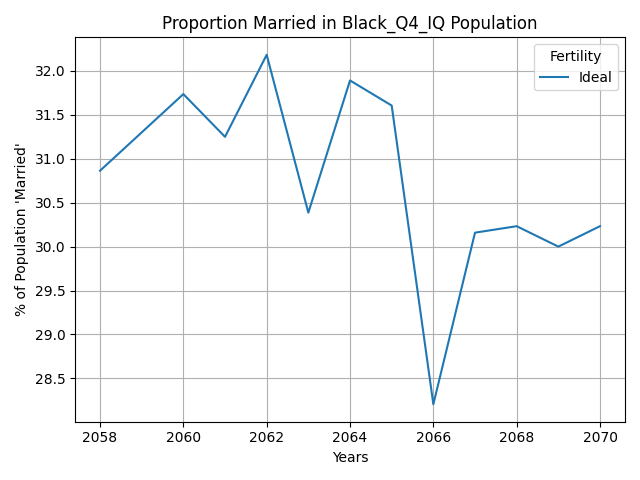 Proportion Married in Black_Q4_IQ Population
Fertility
Ideal
% of Population 'Married'
32.0
31.5
31.0
30.5
30.0
29.5
29.0
28.5
2058 2060 2062 2064 2066 2068 2070
Years